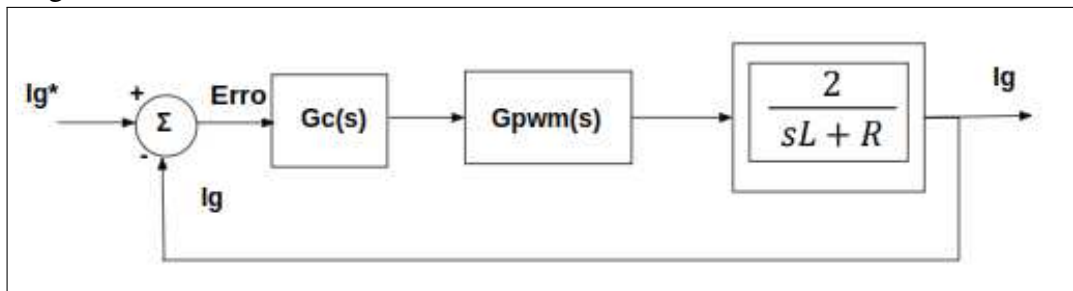 Ig*
+
Erro
Σ
-
Gc(s)
Gpwm(s)
2
sL + R
Ig
Ig